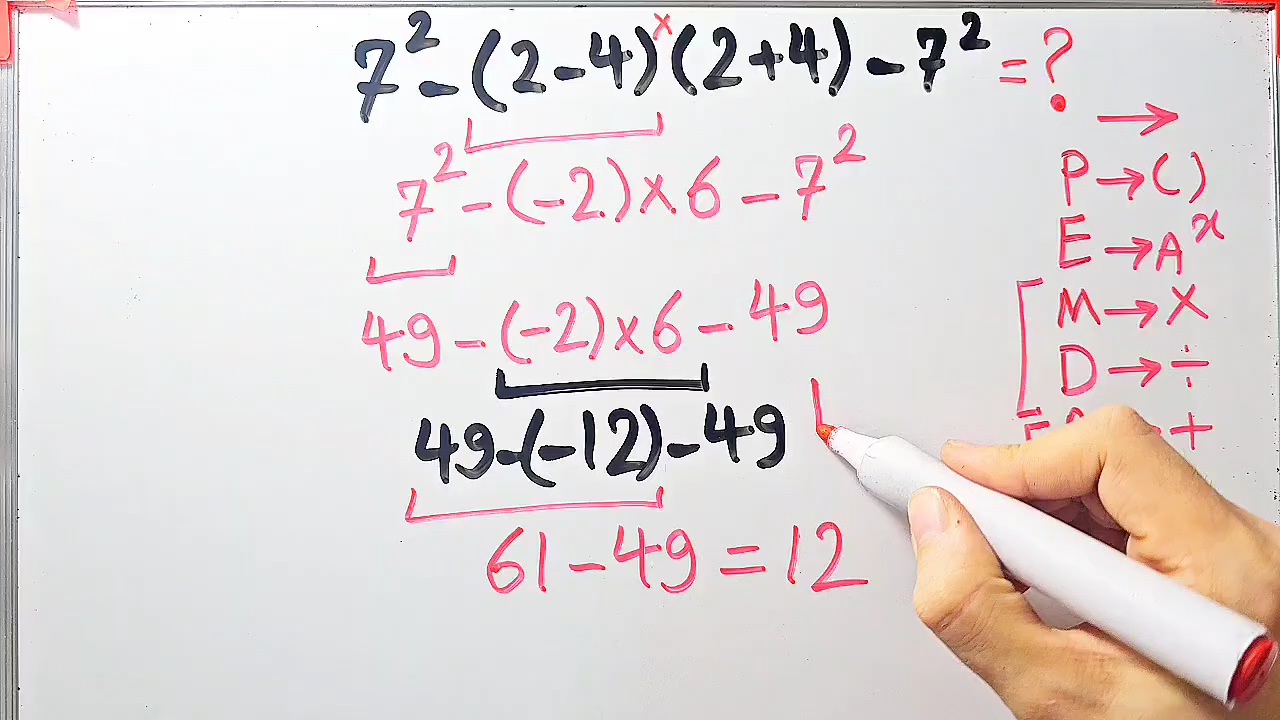 7² - (2-4)×(2+4) - 7² = ?
→
7² - (-2)×6 - 7²
P→( )
E→Aˣ
49 - (-2)×6 - 49
M→×
D→÷
49-(-12)-49
→+
61-49=12